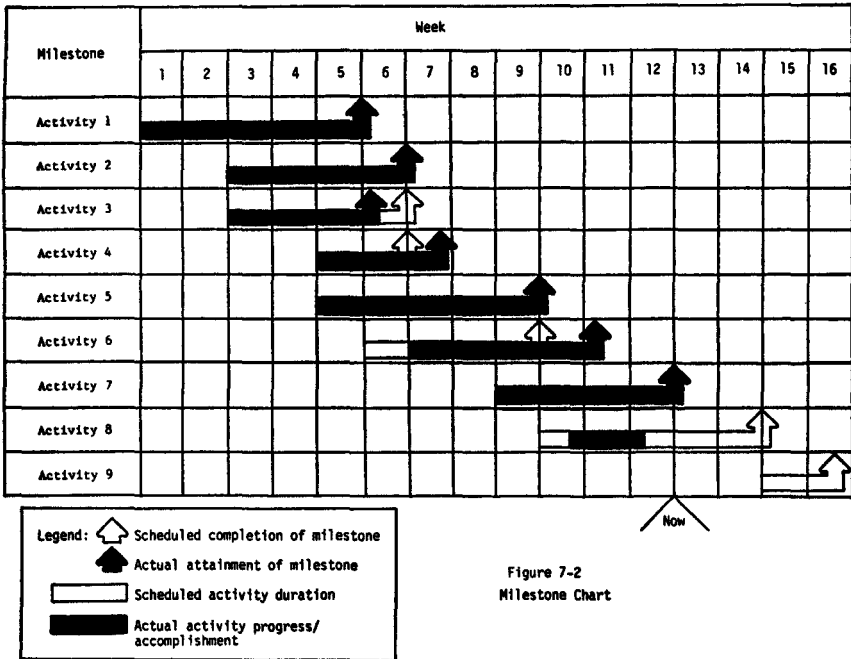 Milestone
Week
1 2 3 4 5 6 7 8 9 10 11 12 13 14 15 16
Activity 1
Activity 2
Activity 3
Activity 4
Activity 5
Activity 6
Activity 7
Activity 8
Activity 9
Now
Legend: Scheduled completion of milestone
Actual attainment of milestone
Scheduled activity duration
Actual activity progress/
accomplishment
Figure 7-2
Milestone Chart